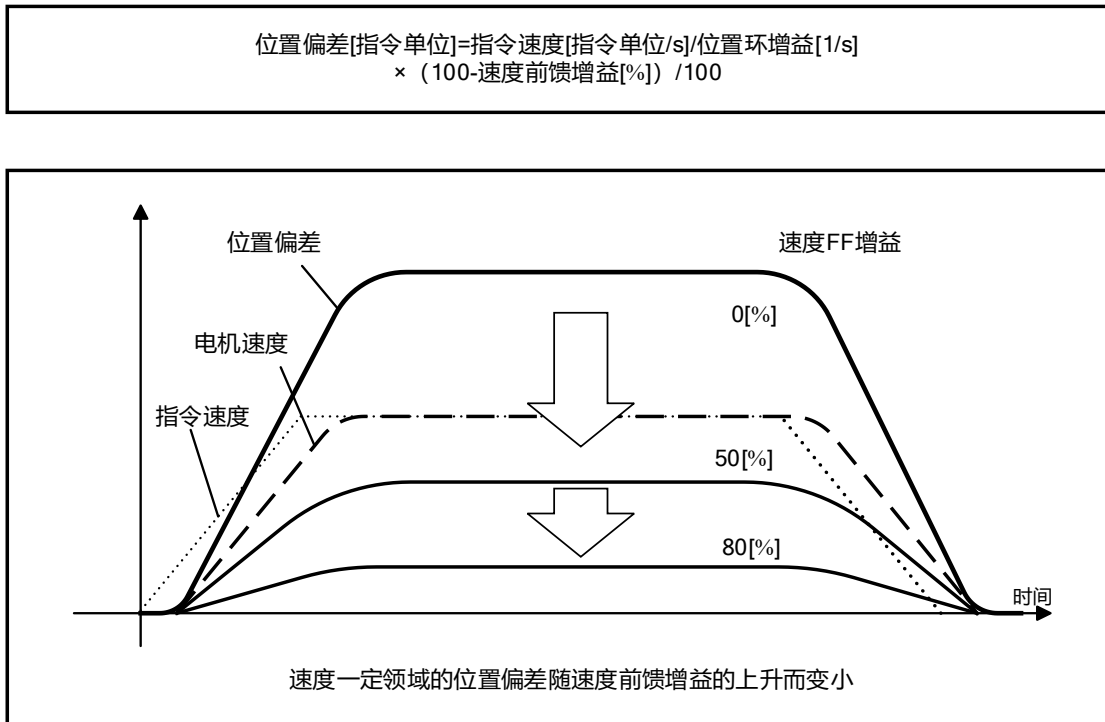 位置偏差[指令单位]=指令速度[指令单位/s]/位置环增益[1/s]
×（100-速度前馈增益[%]）/100
位置偏差
速度FF增益
0[%]
电机速度
指令速度
50[%]
80[%]
时间
速度一定领域的位置偏差随速度前馈增益的上升而变小